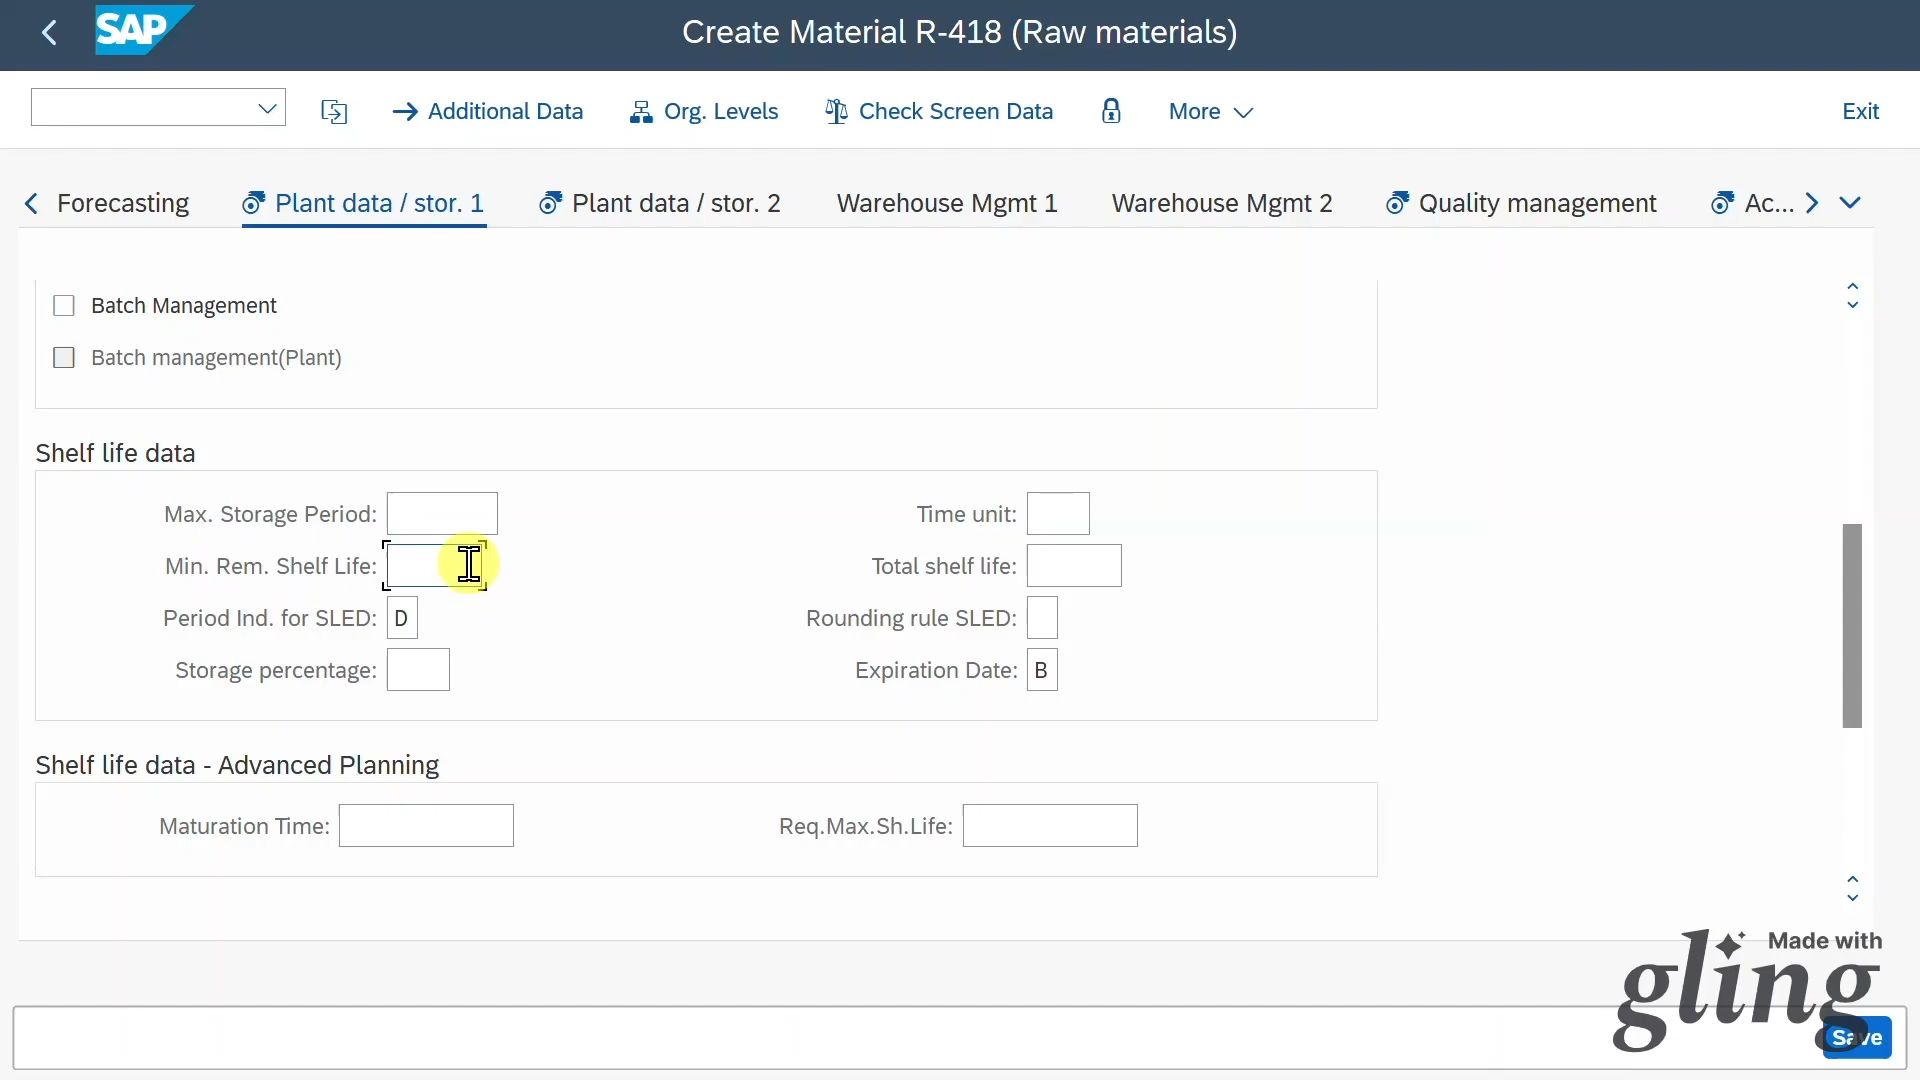 SAP
Create Material R-418 (Raw materials)
Additional Data
Org. Levels
Check Screen Data
More
Exit
Forecasting
Plant data / stor. 1
Plant data / stor. 2
Warehouse Mgmt 1
Warehouse Mgmt 2
Quality management
Ac...
Batch Management
Batch management(Plant)
Shelf life data
Max. Storage Period:
Time unit:
Min. Rem. Shelf Life:
Total shelf life:
Period Ind. for SLED: D
Rounding rule SLED:
Storage percentage:
Expiration Date: B
Shelf life data - Advanced Planning
Maturation Time:
Req.Max.Sh.Life:
Made with
gling
Save